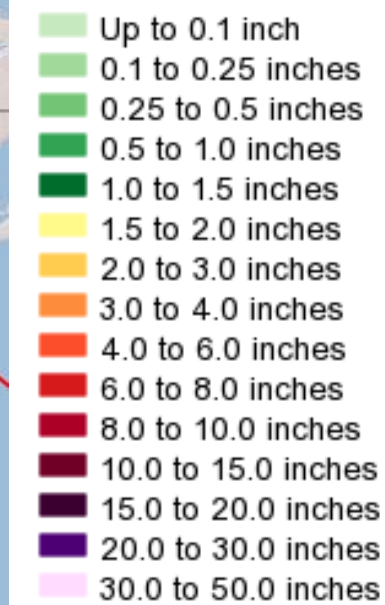 Up to 0.1 inch
0.1 to 0.25 inches
0.25 to 0.5 inches
0.5 to 1.0 inches
1.0 to 1.5 inches
1.5 to 2.0 inches
2.0 to 3.0 inches
3.0 to 4.0 inches
4.0 to 6.0 inches
6.0 to 8.0 inches
8.0 to 10.0 inches
10.0 to 15.0 inches
15.0 to 20.0 inches
20.0 to 30.0 inches
30.0 to 50.0 inches